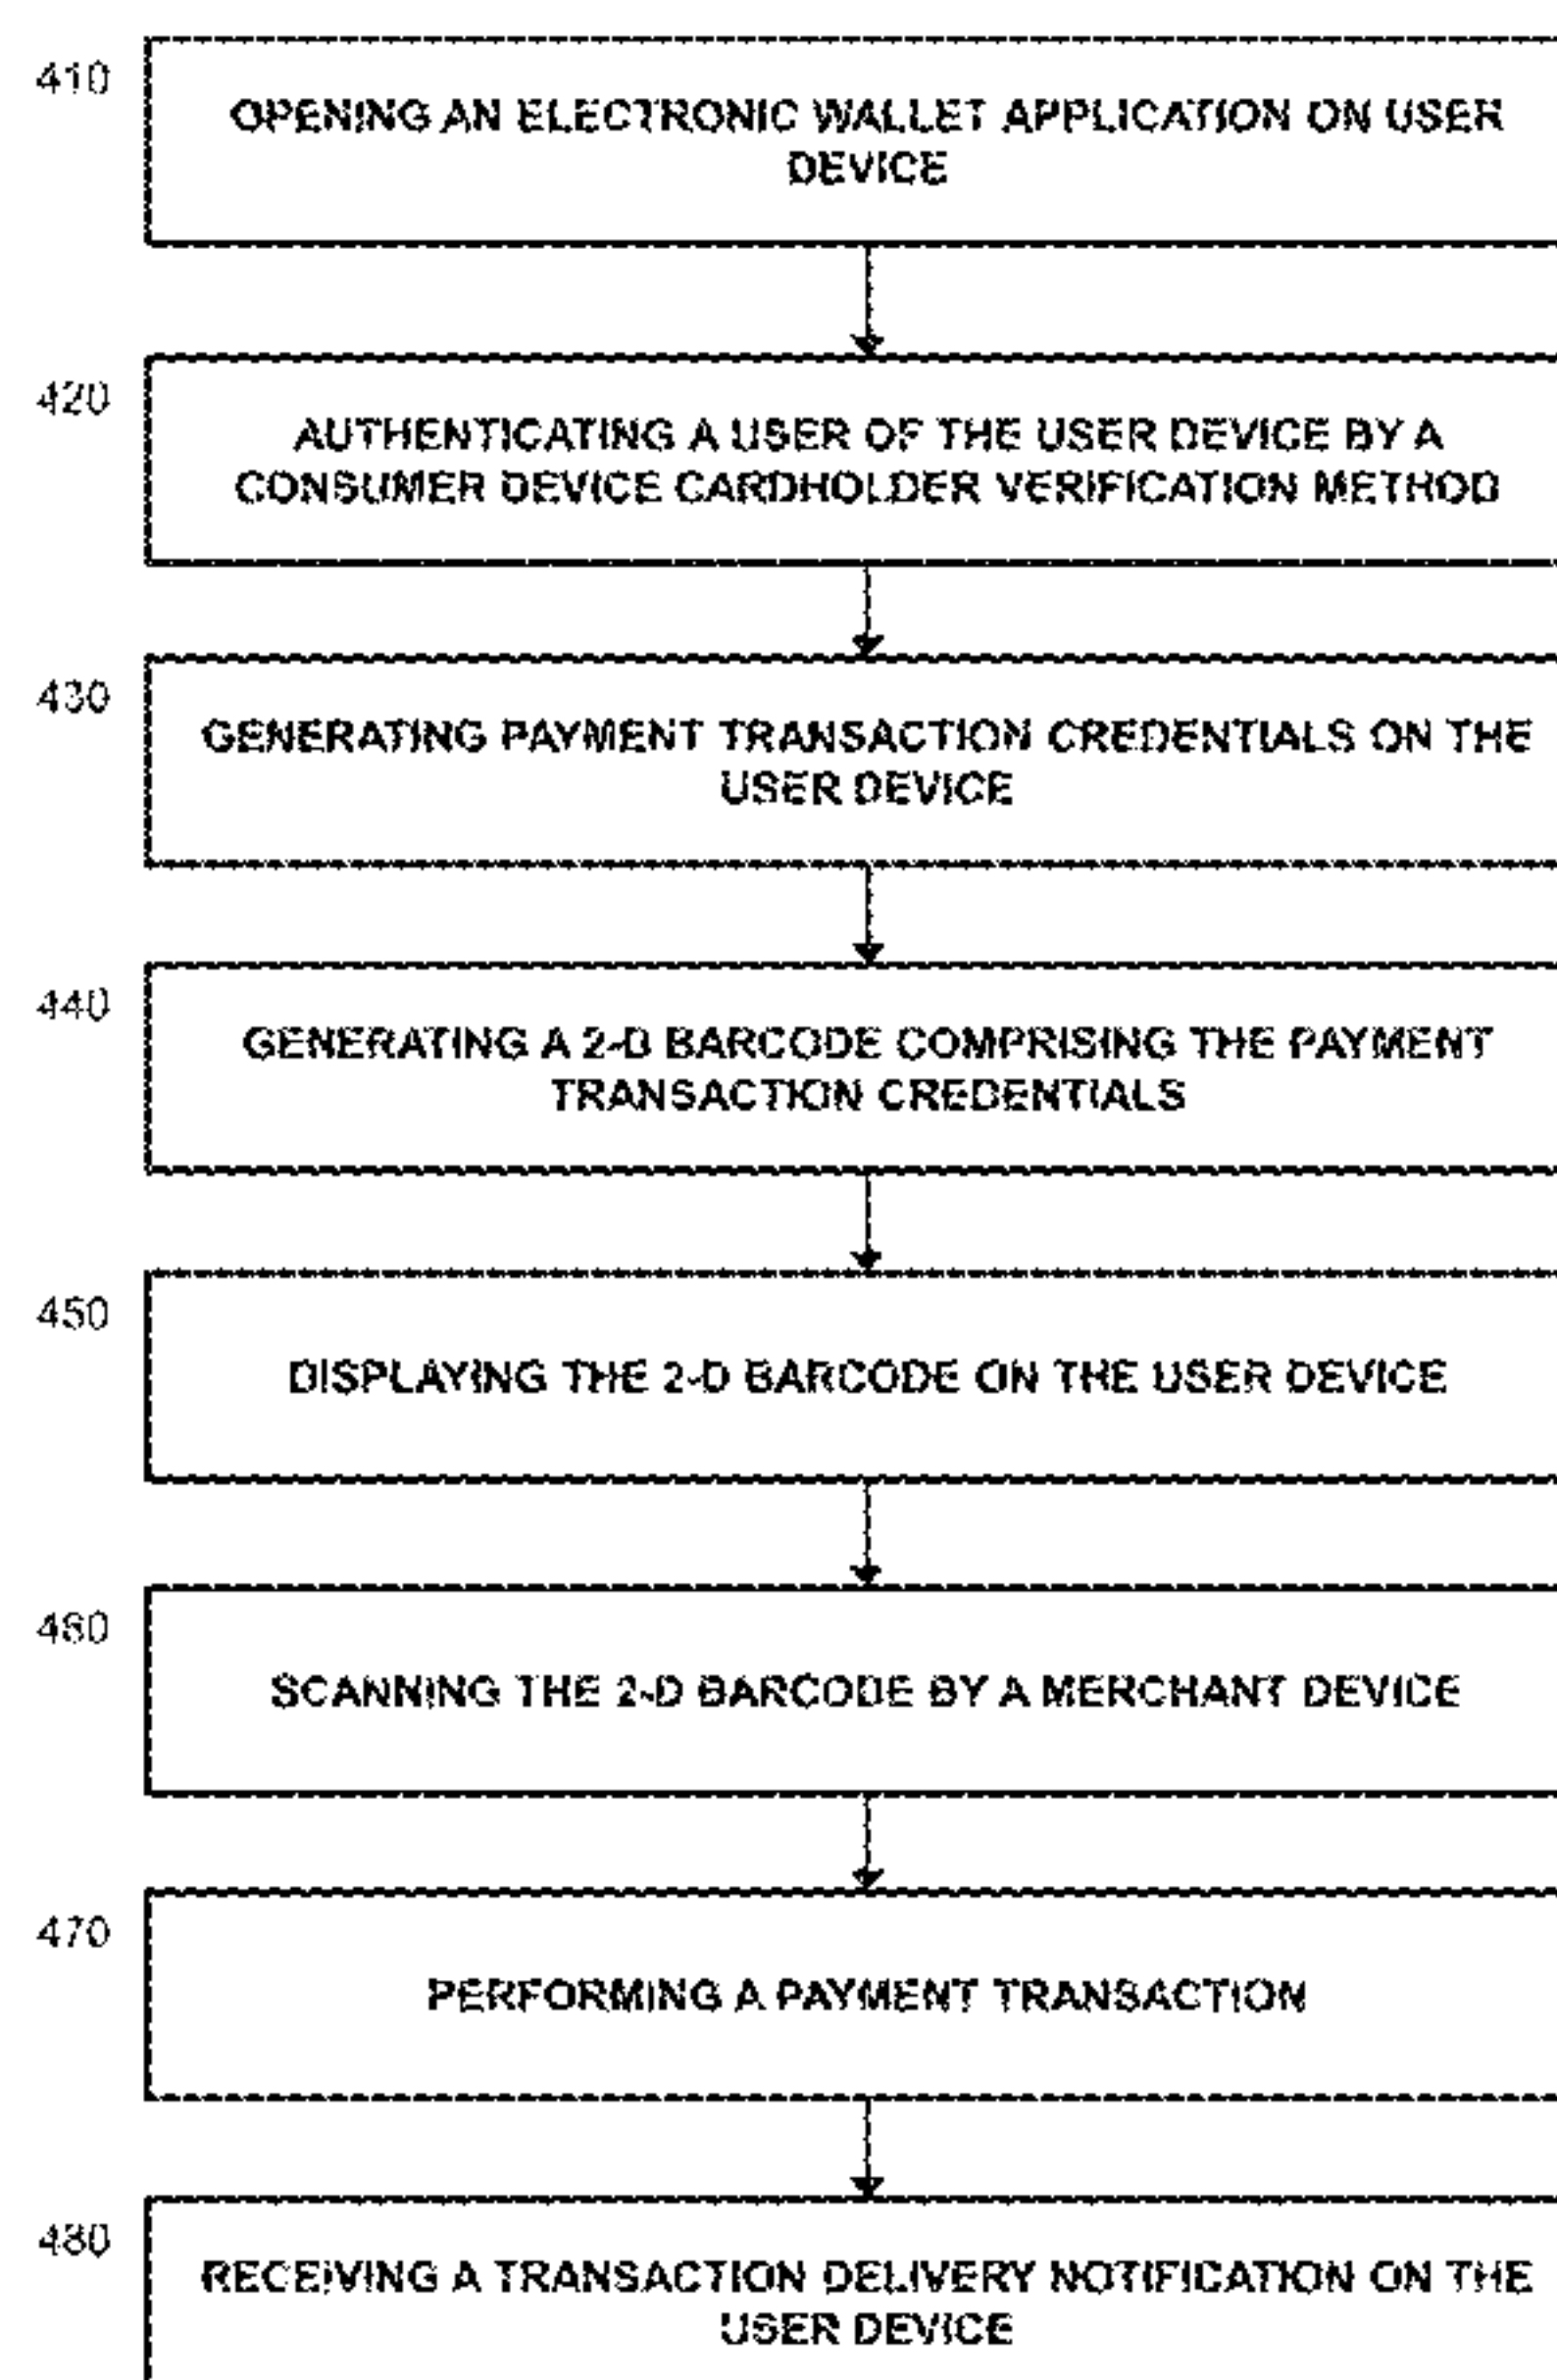 410
OPENING AN ELECTRONIC WALLET APPLICATION ON USER
DEVICE
420
AUTHENTICATING A USER OF THE USER DEVICE BY A
CONSUMER DEVICE CARDHOLDER VERIFICATION METHOD
430
GENERATING PAYMENT TRANSACTION CREDENTIALS ON THE
USER DEVICE
440
GENERATING A 2-D BARCODE COMPRISING THE PAYMENT
TRANSACTION CREDENTIALS
450
DISPLAYING THE 2-D BARCODE ON THE USER DEVICE
460
SCANNING THE 2-D BARCODE BY A MERCHANT DEVICE
470
PERFORMING A PAYMENT TRANSACTION
480
RECEIVING A TRANSACTION DELIVERY NOTIFICATION ON THE
USER DEVICE